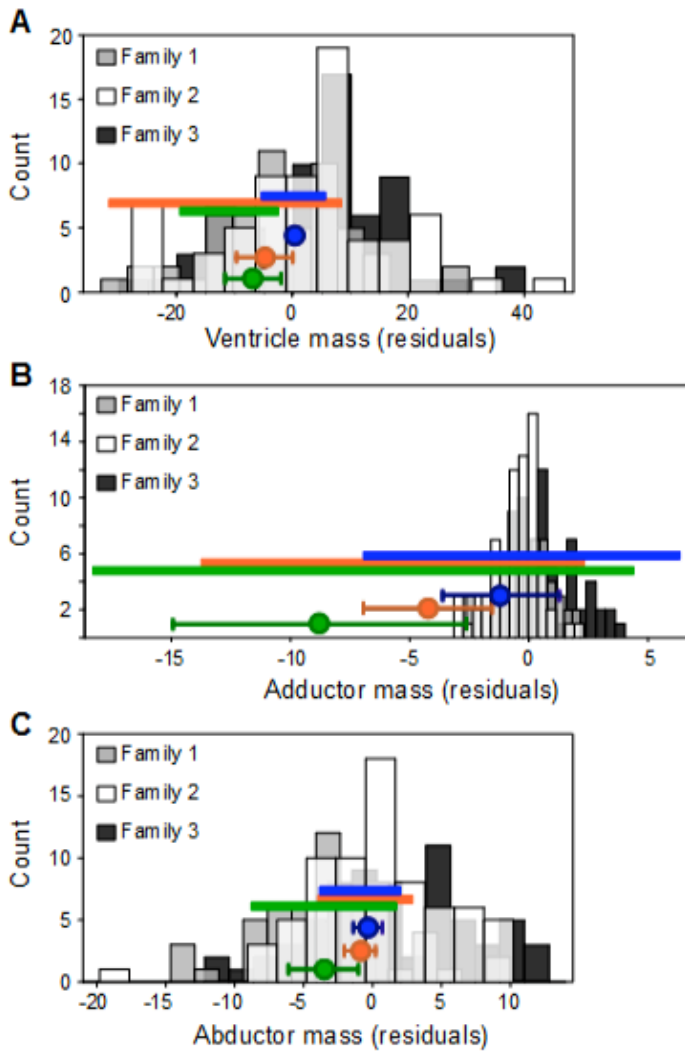 A
20
15
10
5
0
Count
Family 1
Family 2
Family 3
-20 0 20 40
Ventricle mass (residuals)
B
18
14
10
6
2
Count
Family 1
Family 2
Family 3
-15 -10 -5 0 5
Adductor mass (residuals)
C
20
15
10
5
0
Count
Family 1
Family 2
Family 3
-20 -15 -10 -5 0 5 10
Abductor mass (residuals)